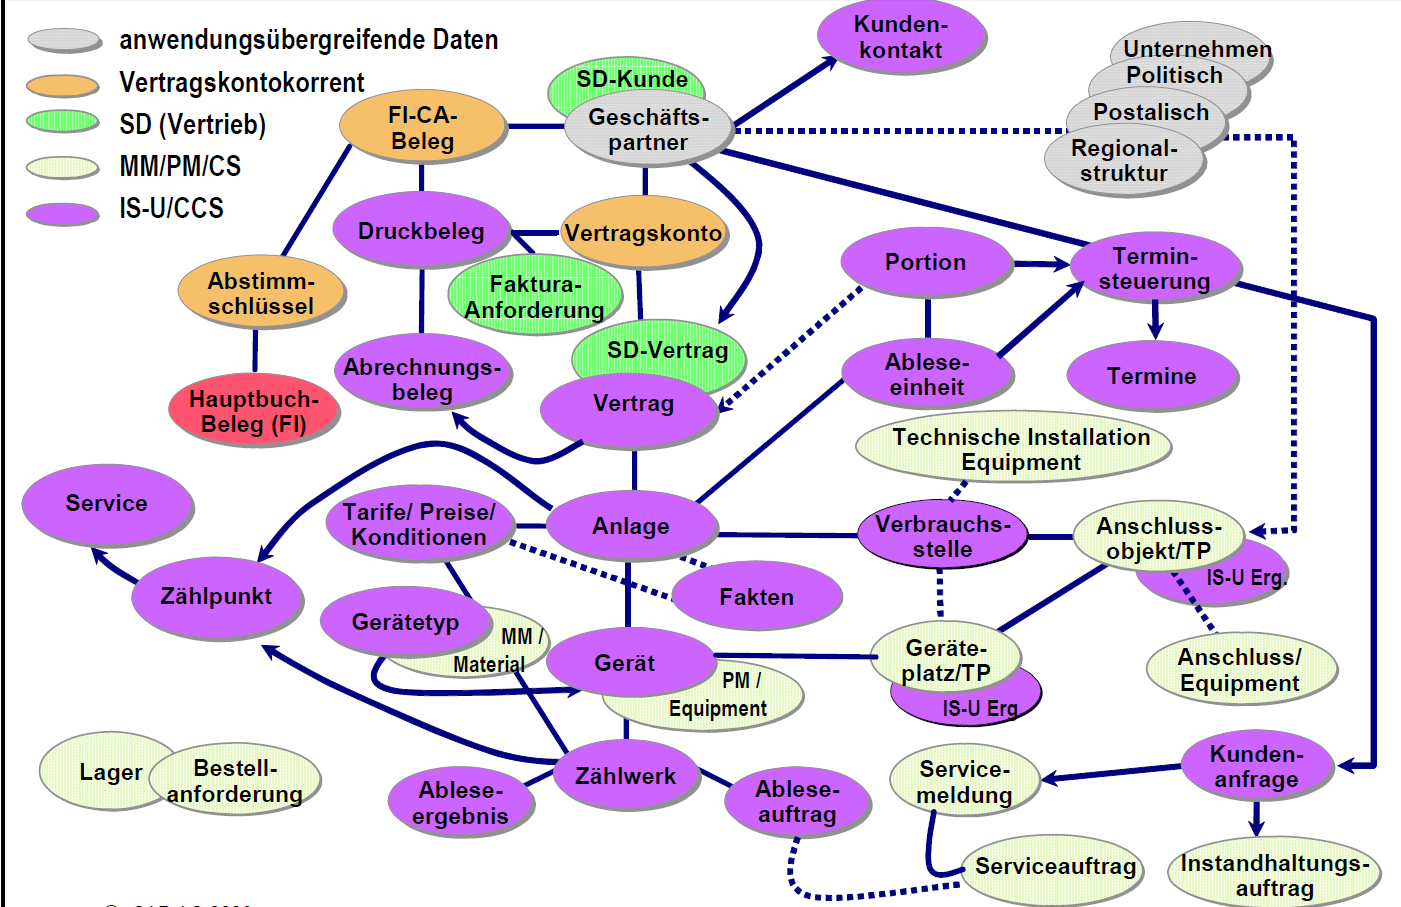 anwendungsübergreifende Daten
Vertragskontokorrent
SD (Vertrieb)
MM/PM/CS
IS-U/CCS
Kunden-
kontakt
Unternehmen
Politisch
Postalisch
Regional-
struktur
SD-Kunde
Geschäfts-
partner
FI-CA-
Beleg
Druckbeleg
Vertragskonto
Faktura-
Anforderung
Abstimm-
schlüssel
Hauptbuch-
Beleg (FI)
Abrechnungs-
beleg
SD-Vertrag
Vertrag
Portion
Termin-
steuerung
Ablese-
einheit
Termine
Technische Installation
Equipment
Service
Tarife/ Preise/
Konditionen
Anlage
Verbrauchs-
stelle
Anschluss-
objekt/TP
IS-U Erg.
Zählpunkt
Fakten
Gerätetyp
MM /
Material
Gerät
PM /
Equipment
Geräte-
platz/TP
IS-U Erg
Anschluss/
Equipment
Lager
Bestell-
anforderung
Ablese-
ergebnis
Zählwerk
Ablese-
auftrag
Service-
meldung
Kunden-
anfrage
Serviceauftrag
Instandhaltungs-
auftrag